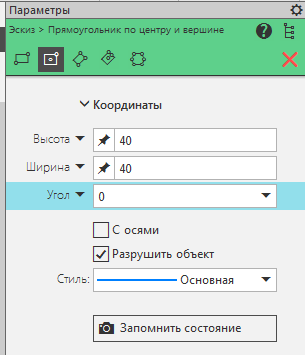 Параметры
Эскиз > Прямоугольник по центру и вершине
Координаты
Высота 40
Ширина 40
Угол 0
С осями
Разрушить объект
Стиль: Основная
Запомнить состояние